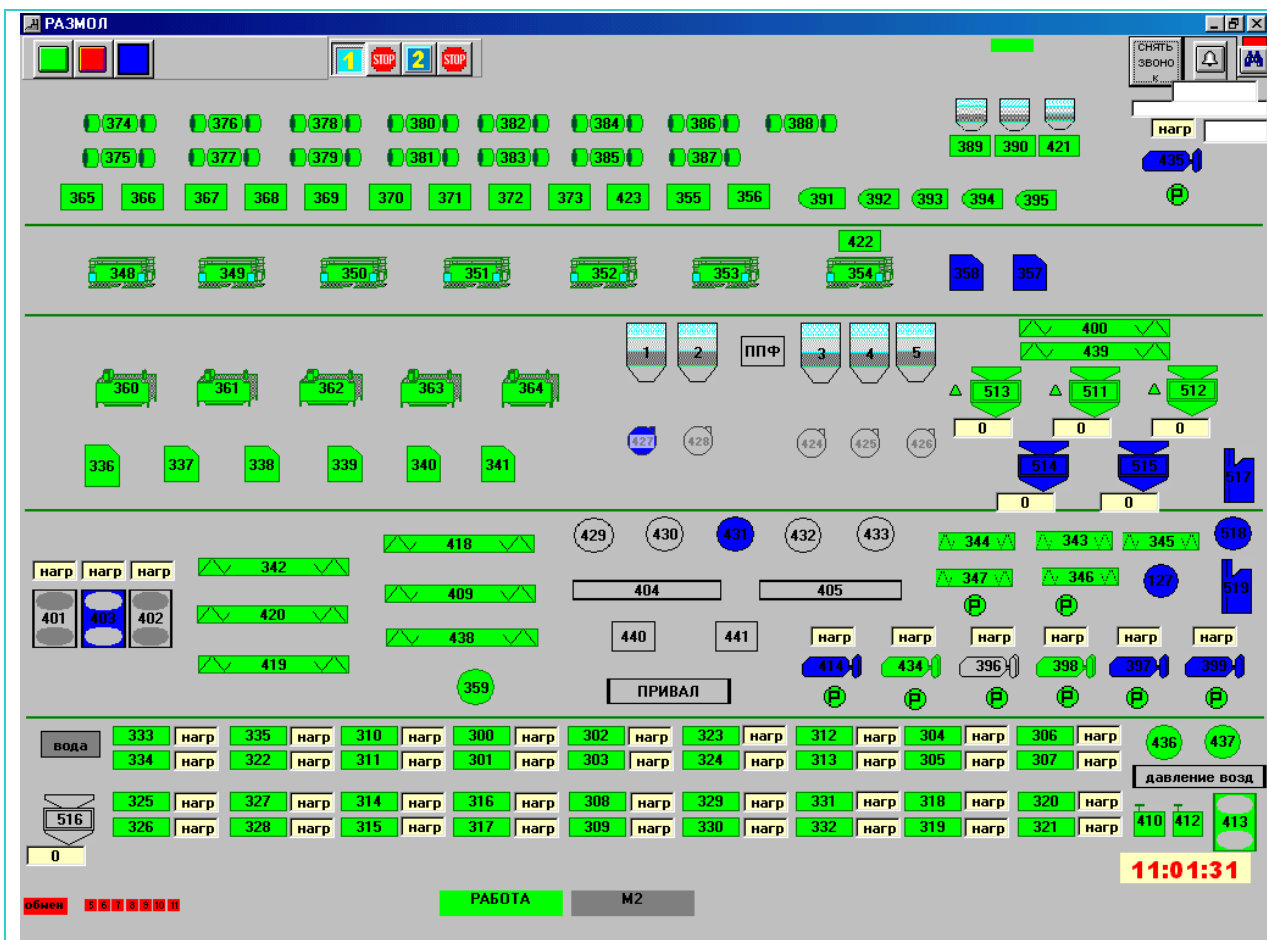 РАЗМОЛ
1 STOP 2 STOP
СНЯТЬ
ЗВОНО
К
374 376 378 380 382 384 386 388
389 390 421
нагр
375 377 379 381 383 385 387
435
P
365 366 367 368 369 370 371 372 373 423 355 356 391 392 393 394 395
422
348 349 350 351 352 353 354 358 357
400
439
1 2 ППФ 3 4 5
360 361 362 363 364
513 511 512
0 0 0
427 428 424 425 426
336 337 338 339 340 341
514 515 517
0 0
429 430 431 432 433
418 342
344 343 345 518
нагр нагр нагр
347 346 127 519
409 404 405
P P
401 403 402
420
438 440 441
нагр нагр нагр нагр нагр нагр
419
414 434 396 398 397 399
359 ПРИВАЛ
P P P P P P
вода
333 нагр 335 нагр 310 нагр 300 нагр 302 нагр 323 нагр 312 нагр 304 нагр 306 нагр
436 437
334 нагр 322 нагр 311 нагр 301 нагр 303 нагр 324 нагр 313 нагр 305 нагр 307 нагр
давление возд
325 нагр 327 нагр 314 нагр 316 нагр 308 нагр 329 нагр 331 нагр 318 нагр 320 нагр
516
326 нагр 328 нагр 315 нагр 317 нагр 309 нагр 330 нагр 332 нагр 319 нагр 321 нагр
410 412 413
0
11:01:31
РАБОТА М2
обмен 5 6 7 8 9 10 11